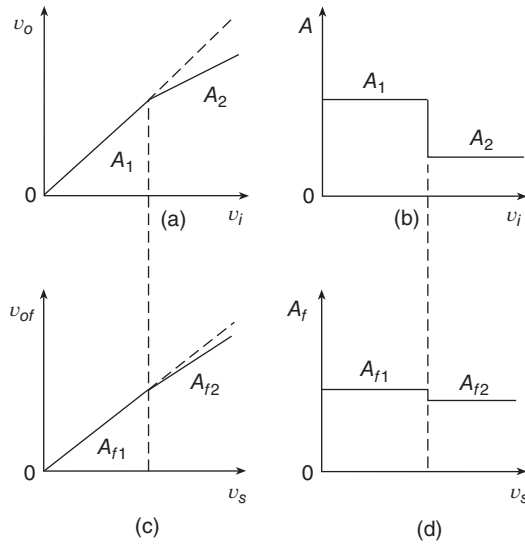 v_o
A
A_1
A_2
A_1
A_2
0
0
(a)
v_i
(b)
v_i
v_of
A_f
A_f1
A_f2
A_f2
A_f1
0
0
v_s
v_s
(c)
(d)